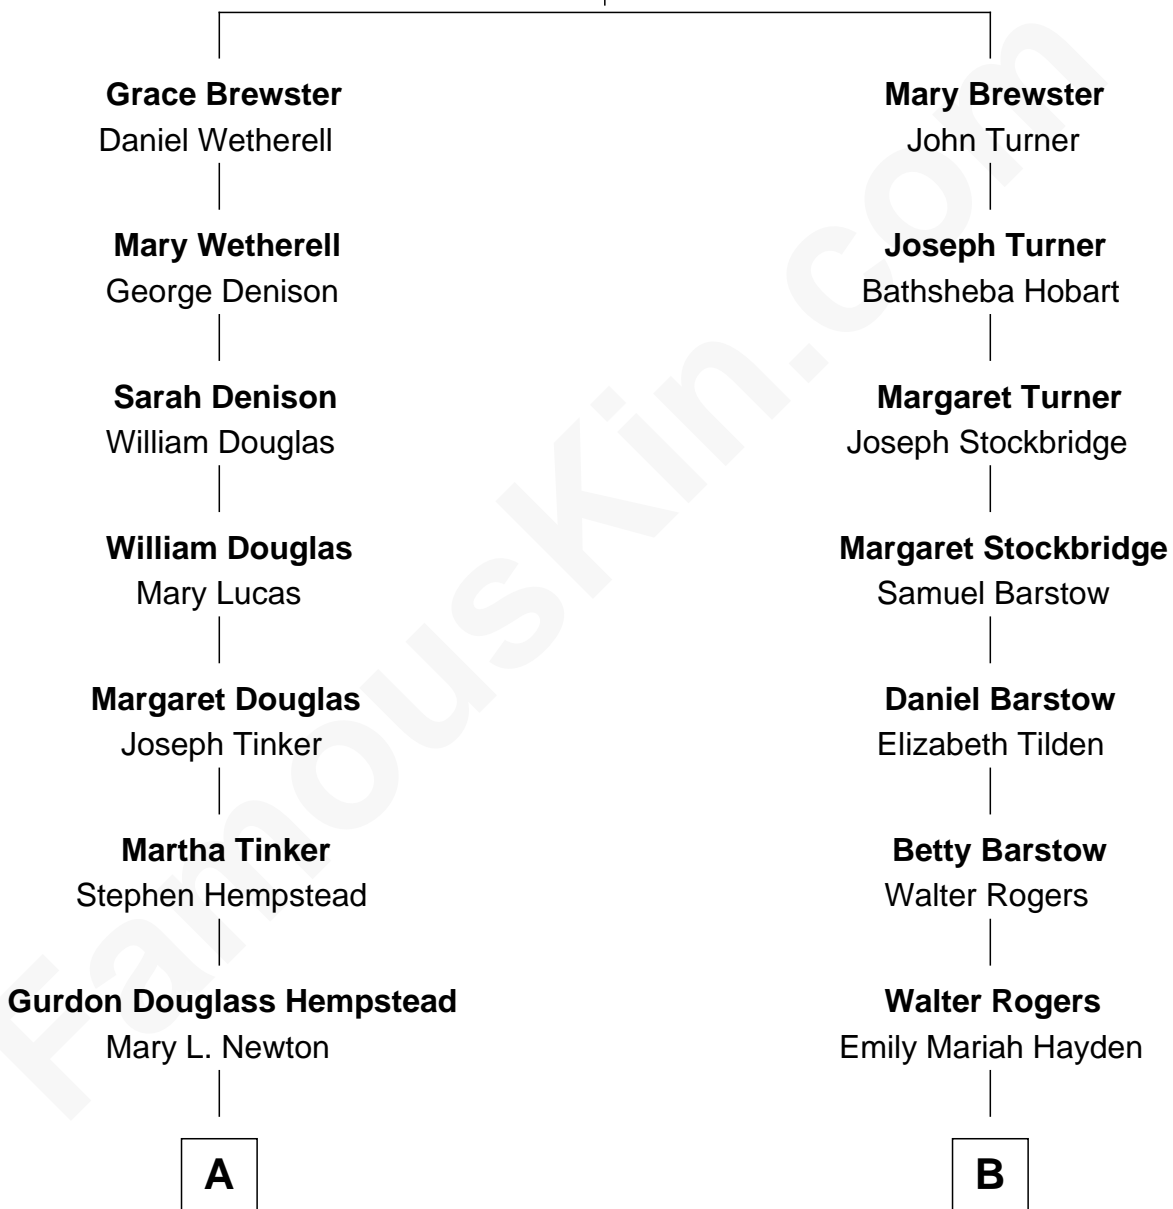 Grace Brewster
Daniel Wetherell
Mary Wetherell
George Denison
Sarah Denison
William Douglas
William Douglas
Mary Lucas
Margaret Douglas
Joseph Tinker
Martha Tinker
Stephen Hempstead
Gurdon Douglass Hempstead
Mary L. Newton
A
Mary Brewster
John Turner
Joseph Turner
Bathsheba Hobart
Margaret Turner
Joseph Stockbridge
Margaret Stockbridge
Samuel Barstow
Daniel Barstow
Elizabeth Tilden
Betty Barstow
Walter Rogers
Walter Rogers
Emily Mariah Hayden
B
FamousKin.com